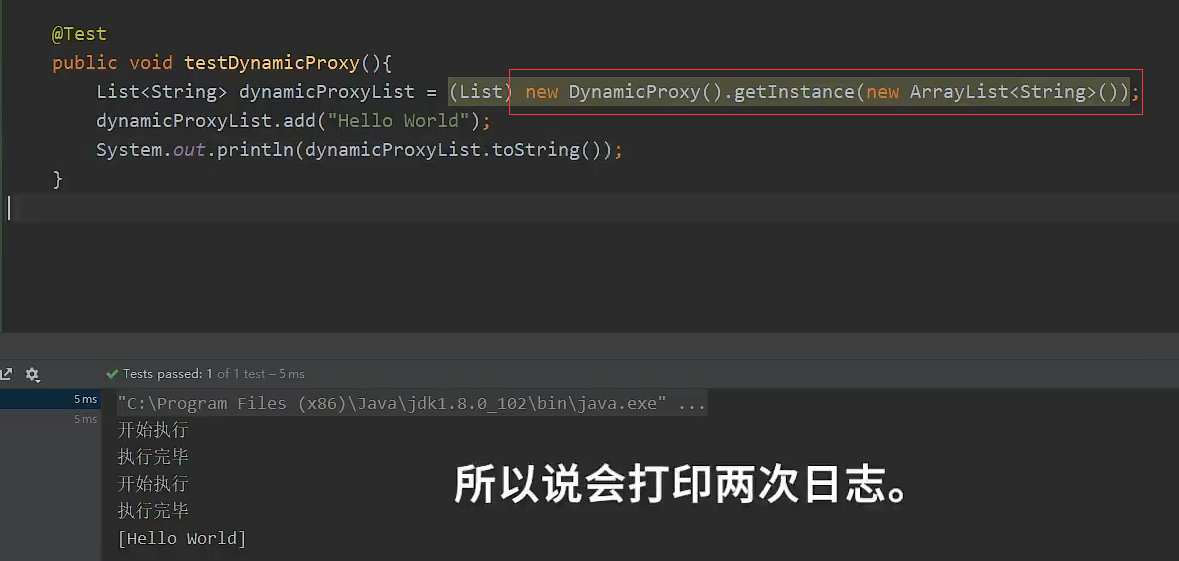 @Test
public void testDynamicProxy(){
List<String> dynamicProxyList = (List) new DynamicProxy().getInstance(new ArrayList<String>());
dynamicProxyList.add("Hello World");
System.out.println(dynamicProxyList.toString());
}
Tests passed: 1 of 1 test – 5 ms
5 ms
"C:\Program Files (x86)\Java\jdk1.8.0_102\bin\java.exe" ...
5 ms
开始执行
执行完毕
开始执行
所以说会打印两次日志。
执行完毕
[Hello World]